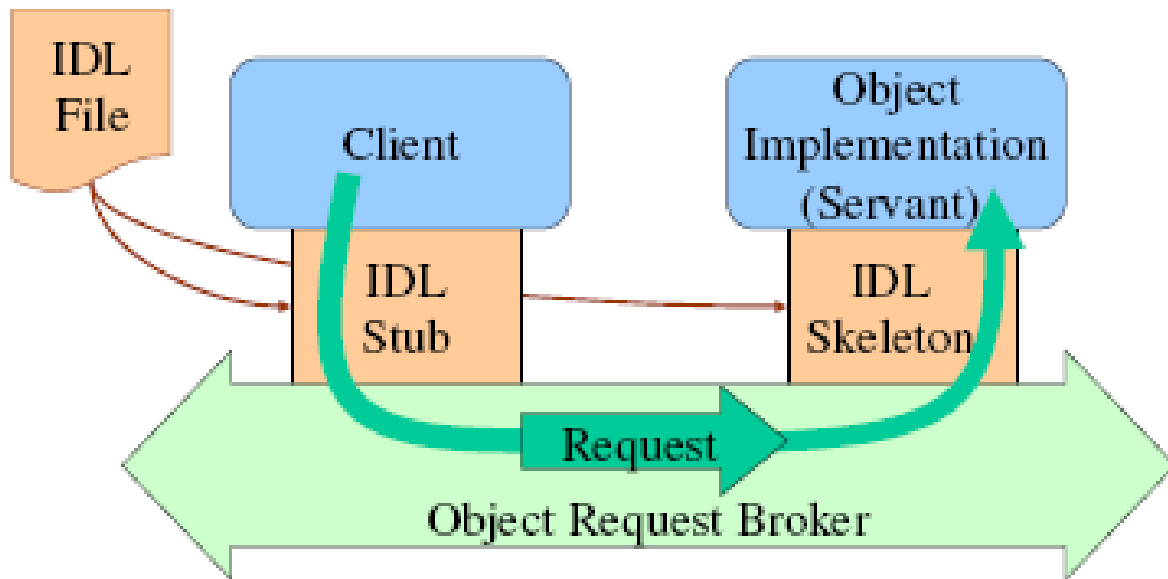 IDL
File
Client
Object
Implementation
(Servant)
IDL
Stub
IDL
Skeleton
Request
Object Request Broker